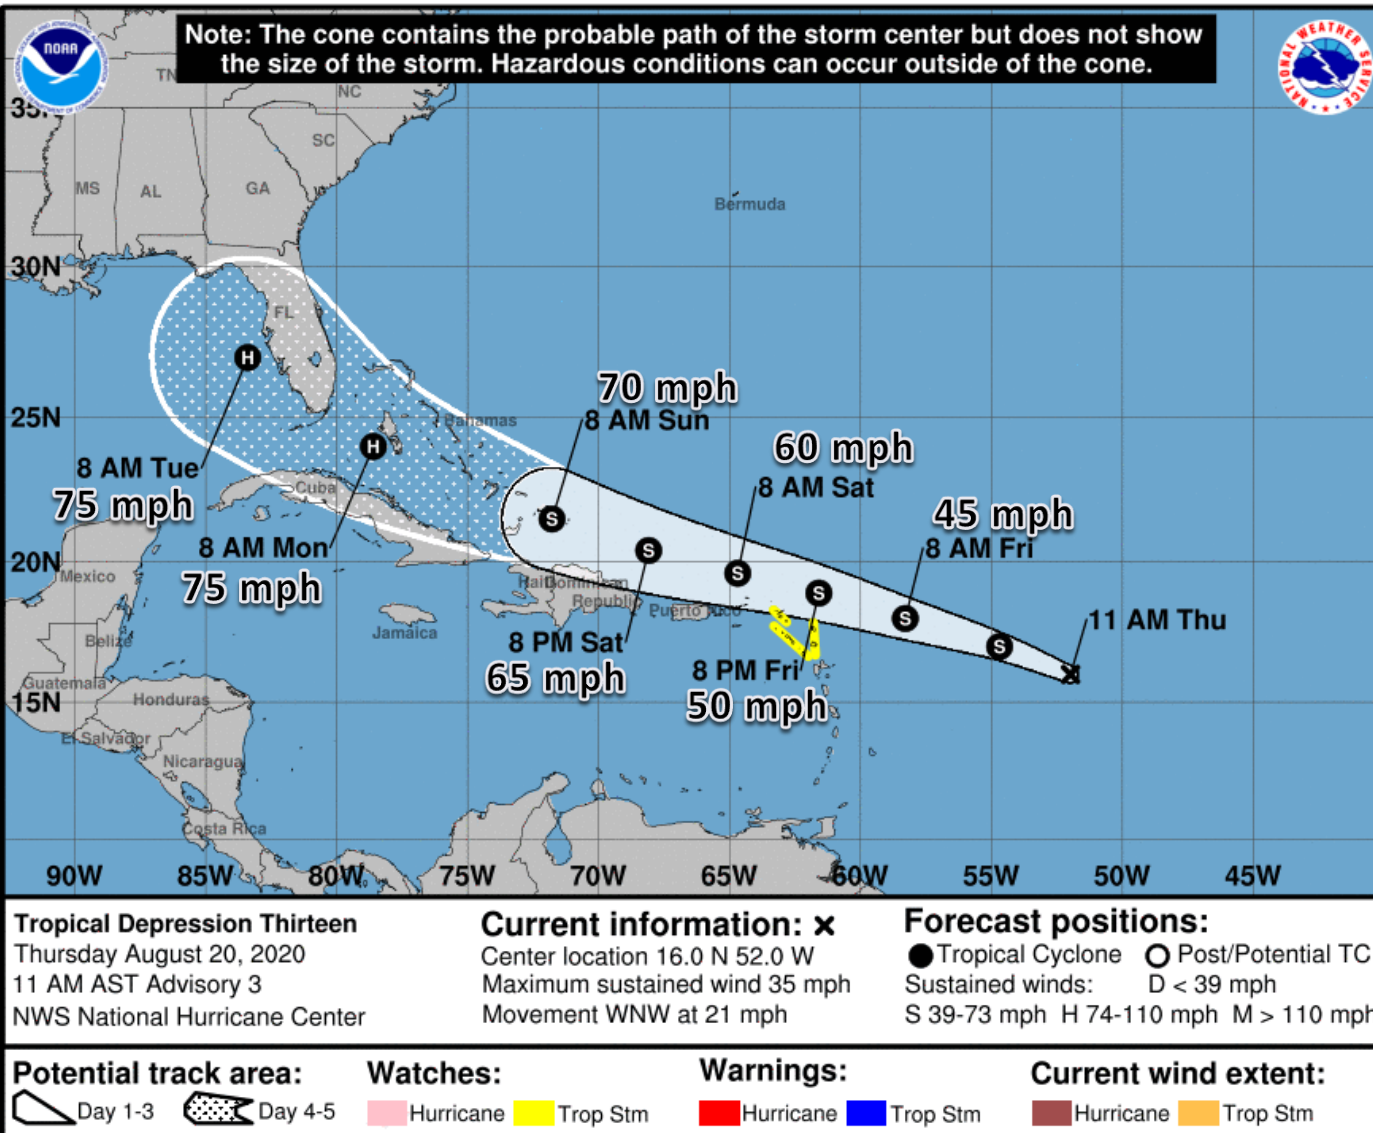 Note: The cone contains the probable path of the storm center but does not show
the size of the storm. Hazardous conditions can occur outside of the cone.
NOAA
NATIONAL WEATHER SERVICE
TN
NC
35N
SC
MS
AL
GA
Bermuda
30N
FL
70 mph
8 AM Sun
25N
Bahamas
60 mph
8 AM Sat
H
H
8 AM Tue
75 mph
Cuba
45 mph
8 AM Fri
S
S
S
S
S
S
8 AM Mon
75 mph
20N
Mexico
Haiti
Dominican
Republic
Puerto Rico
11 AM Thu
Jamaica
Belize
8 PM Sat
65 mph
8 PM Fri
50 mph
Guatemala
15N
Honduras
El Salvador
Nicaragua
Costa Rica
90W 85W 80W 75W 70W 65W 60W 55W 50W 45W
Tropical Depression Thirteen
Thursday August 20, 2020
11 AM AST Advisory 3
NWS National Hurricane Center
Current information: x
Center location 16.0 N 52.0 W
Maximum sustained wind 35 mph
Movement WNW at 21 mph
Forecast positions:
Tropical Cyclone Post/Potential TC
Sustained winds: D < 39 mph
S 39-73 mph H 74-110 mph M > 110 mph
Potential track area:
Day 1-3 Day 4-5
Watches:
Hurricane Trop Stm
Warnings:
Hurricane Trop Stm
Current wind extent:
Hurricane Trop Stm